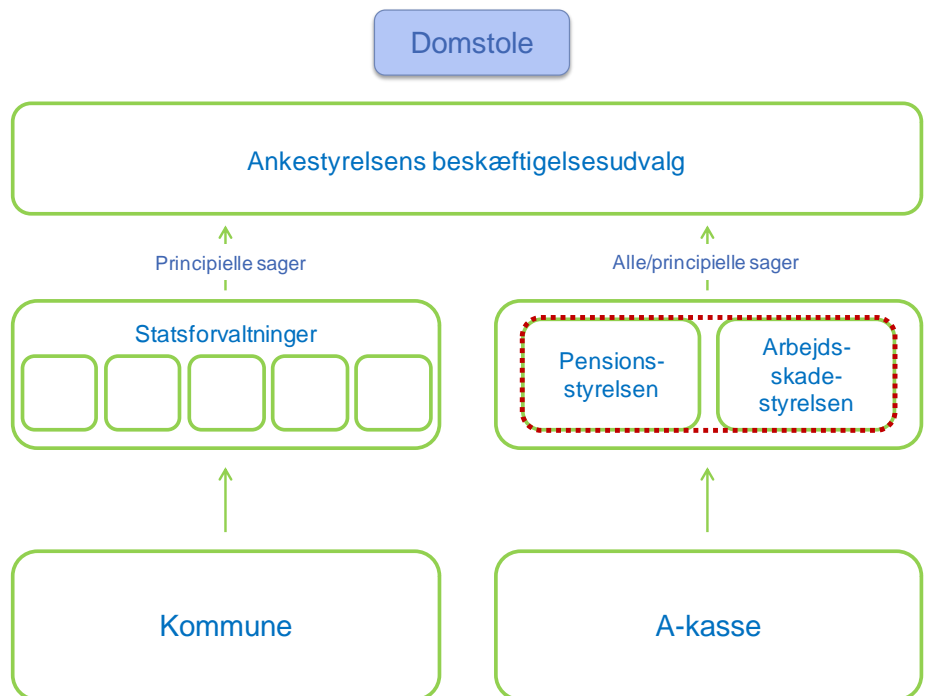 Domstole
Ankestyrelsens beskæftigelsesudvalg
Principielle sager
Alle/principielle sager
Statsforvaltninger
Pensions-
styrelsen
Arbejds-
skade-
styrelsen
Kommune
A-kasse